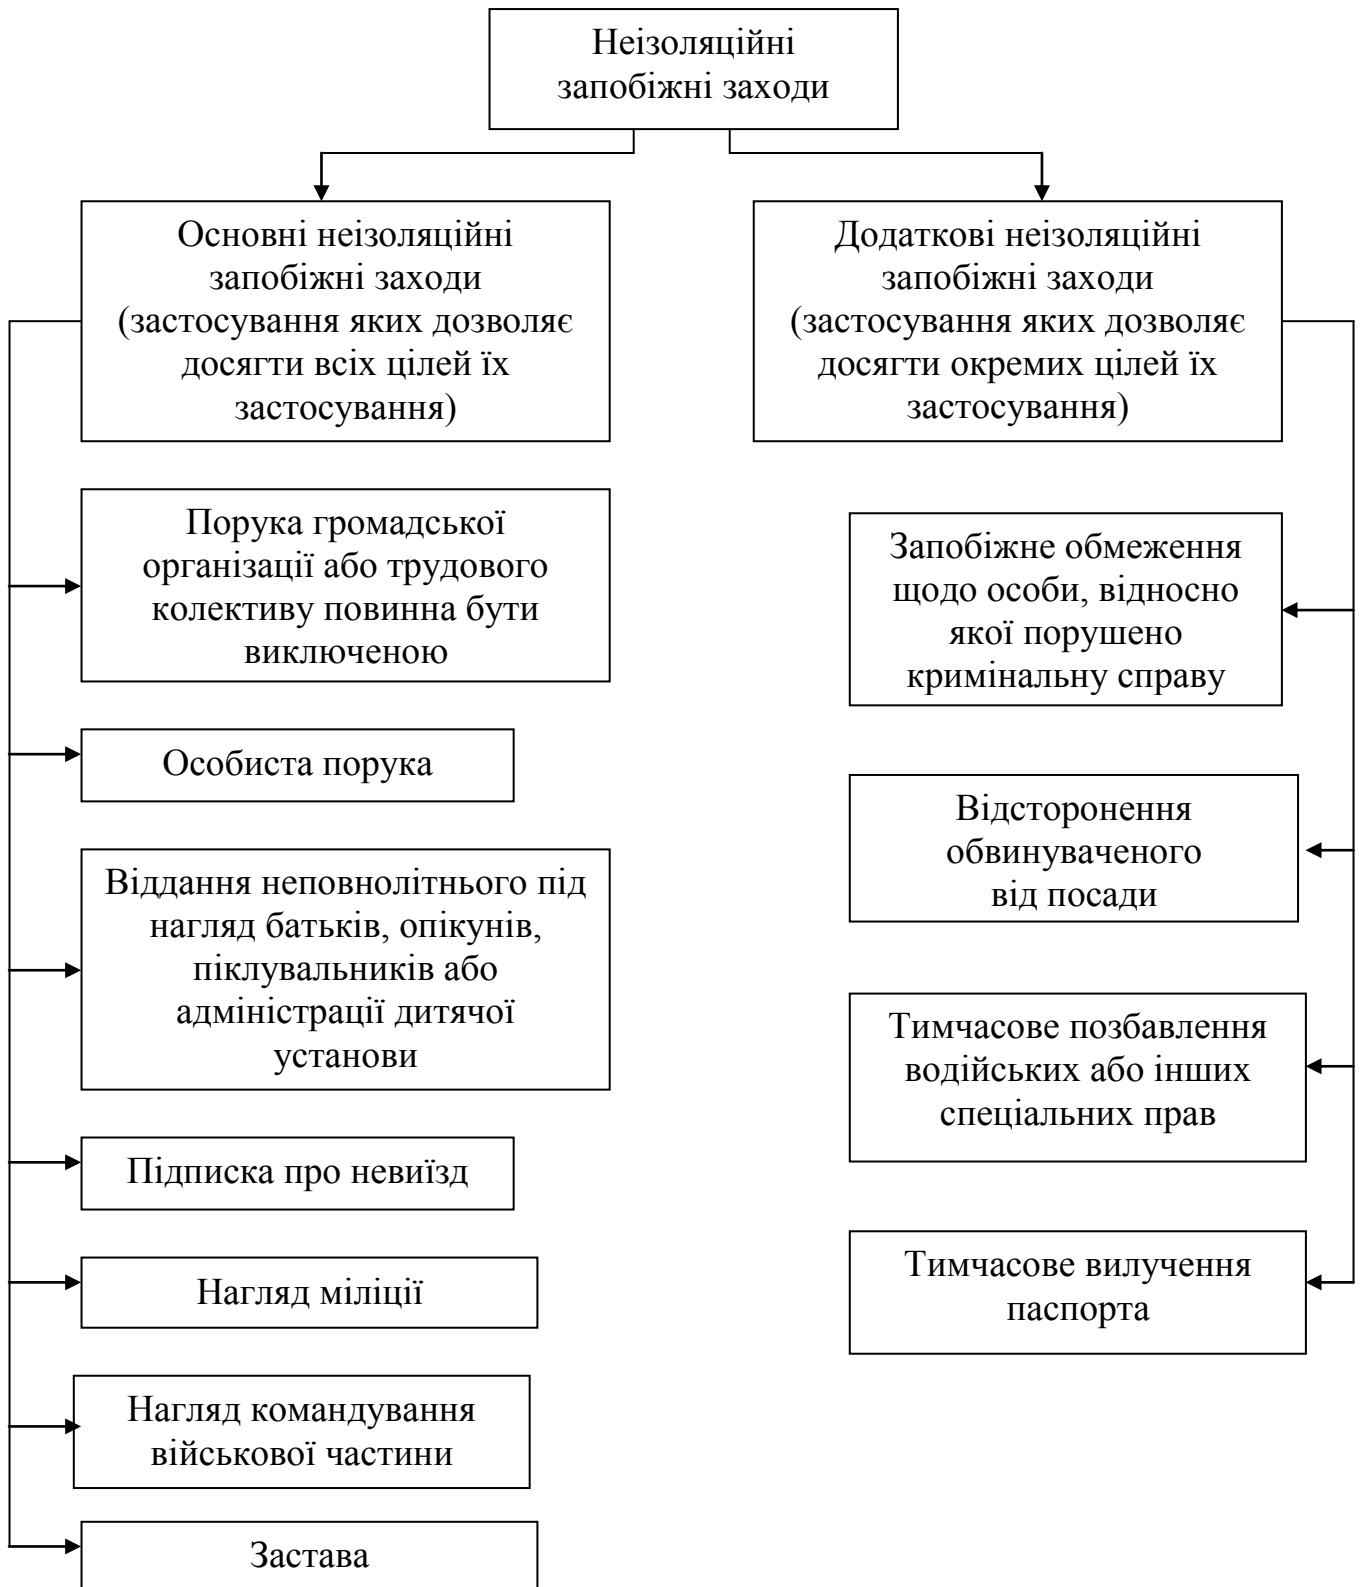 Неізоляційні
запобіжні заходи
Основні неізоляційні
запобіжні заходи
(застосування яких дозволяє
досягти всіх цілей їх
застосування)
Порука громадської
організації або трудового
колективу повинна бути
виключеною
Особиста порука
Віддання неповнолітнього під
нагляд батьків, опікунів,
піклувальників або
адміністрації дитячої
установи
Підписка про невиїзд
Нагляд міліції
Нагляд командування
військової частини
Застава
Додаткові неізоляційні
запобіжні заходи
(застосування яких дозволяє
досягти окремих цілей їх
застосування)
Запобіжне обмеження
щодо особи, відносно
якої порушено
кримінальну справу
Відсторонення
обвинуваченого
від посади
Тимчасове позбавлення
водійських або інших
спеціальних прав
Тимчасове вилучення
паспорта